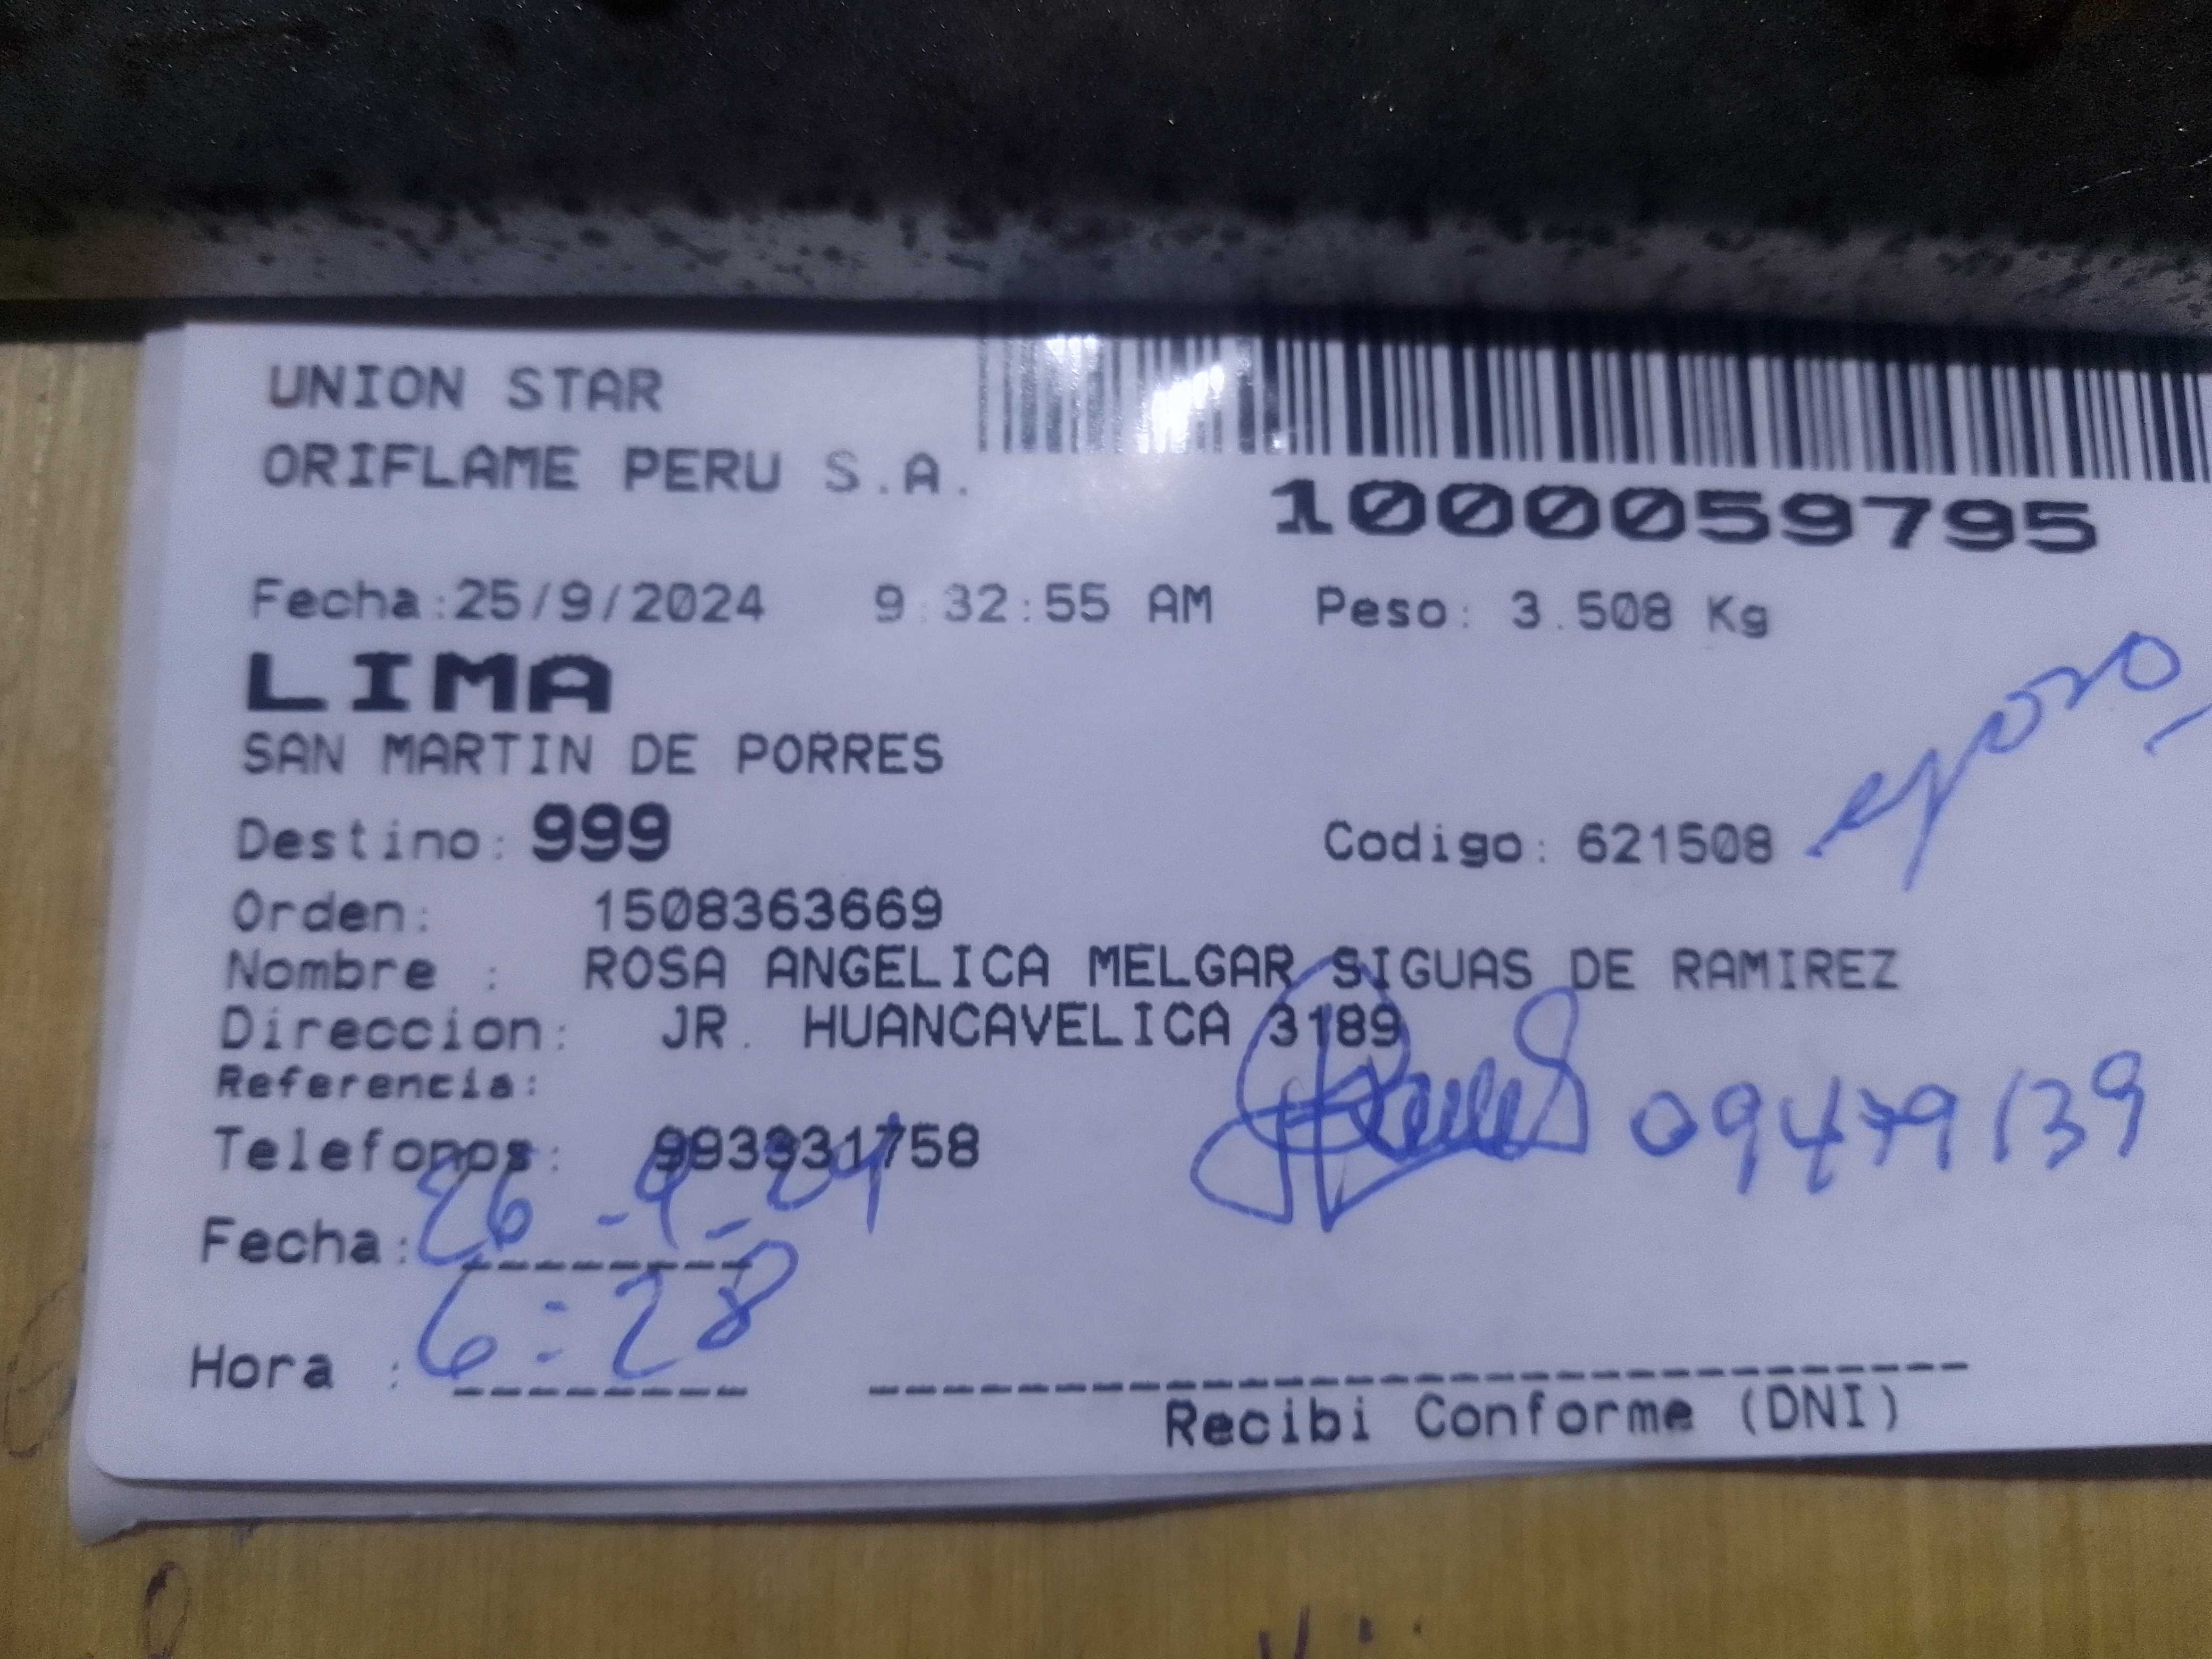 UNION STAR
ORIFLAME PERU S.A.
1000059795
Fecha:25/9/2024 9:32:55 AM Peso: 3.508 Kg
LIMA
SAN MARTIN DE PORRES
esposo
Destino: 999 Codigo: 621508
Orden: 1508363669
Nombre : ROSA ANGELICA MELGAR SIGUAS DE RAMIREZ
Direccion: JR. HUANCAVELICA 3189
Referencia:
09479139
Telefonos: 993931758
Fecha: 26-9-24
Hora : 6:28
Recibi Conforme (DNI)